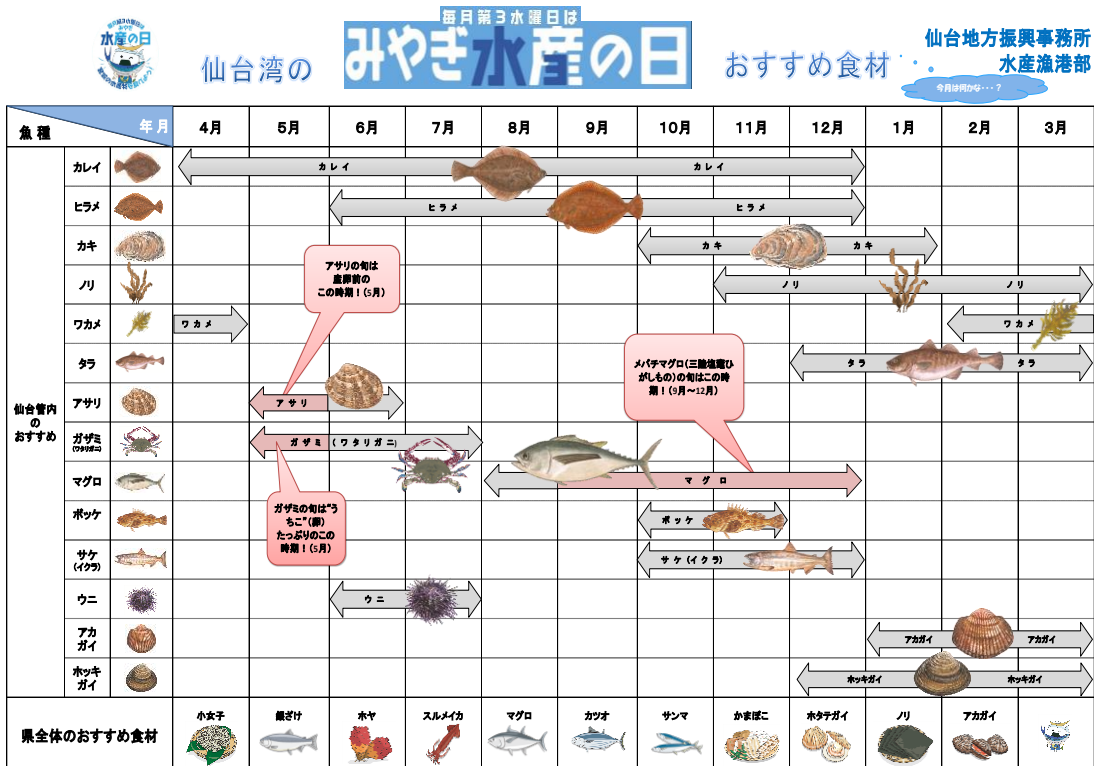 水産の日
毎月第3水曜日は
仙台湾の
みやぎ水産の日
おすすめ食材
仙台地方振興事務所
水産漁港部
今月は何かな・・・?
魚種
年月
4月
5月
6月
7月
8月
9月
10月
11月
12月
1月
2月
3月
仙台管内
の
おすすめ
カレイ
カレイ
カレイ
ヒラメ
ヒラメ
ヒラメ
カキ
カキ
カキ
ノリ
ノリ
ノリ
ワカメ
ワカメ
ワカメ
タラ
タラ
タラ
アサリの旬は
産卵前の
この時期!(5月)
メバチマグロ(三陸塩竈ひ
がしもの)の旬はこの時
期!(9月~12月)
アサリ
アサリ
ガザミ
(ワタリガニ)
ガザミ (ワタリガニ)
マグロ
マグロ
ガザミの旬は“う
ちこ”(卵)
たっぷりのこの
時期!(5月)
ボッケ
ボッケ
サケ
(イクラ)
サケ(イクラ)
ウニ
ウニ
アカ
ガイ
アカガイ
アカガイ
ホッキ
ガイ
ホッキガイ
ホッキガイ
県全体のおすすめ食材
小女子
銀ざけ
ホヤ
スルメイカ
マグロ
カツオ
サンマ
かまぼこ
ホタテガイ
ノリ
アカガイ